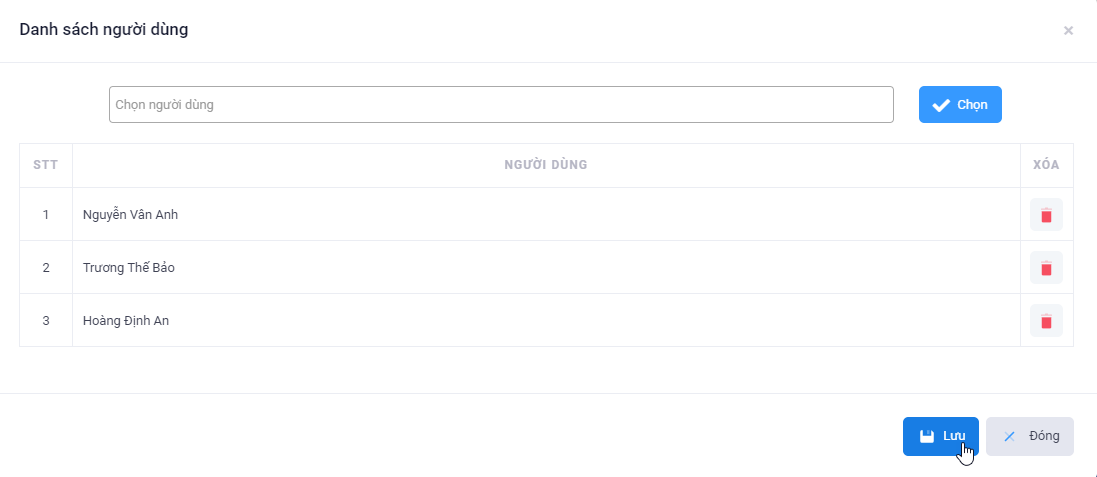 Danh sách người dùng
×
Chọn người dùng
Chọn
STT NGƯỜI DÙNG XÓA
1 Nguyễn Vân Anh
2 Trương Thế Bảo
3 Hoàng Định An
Lưu Đóng